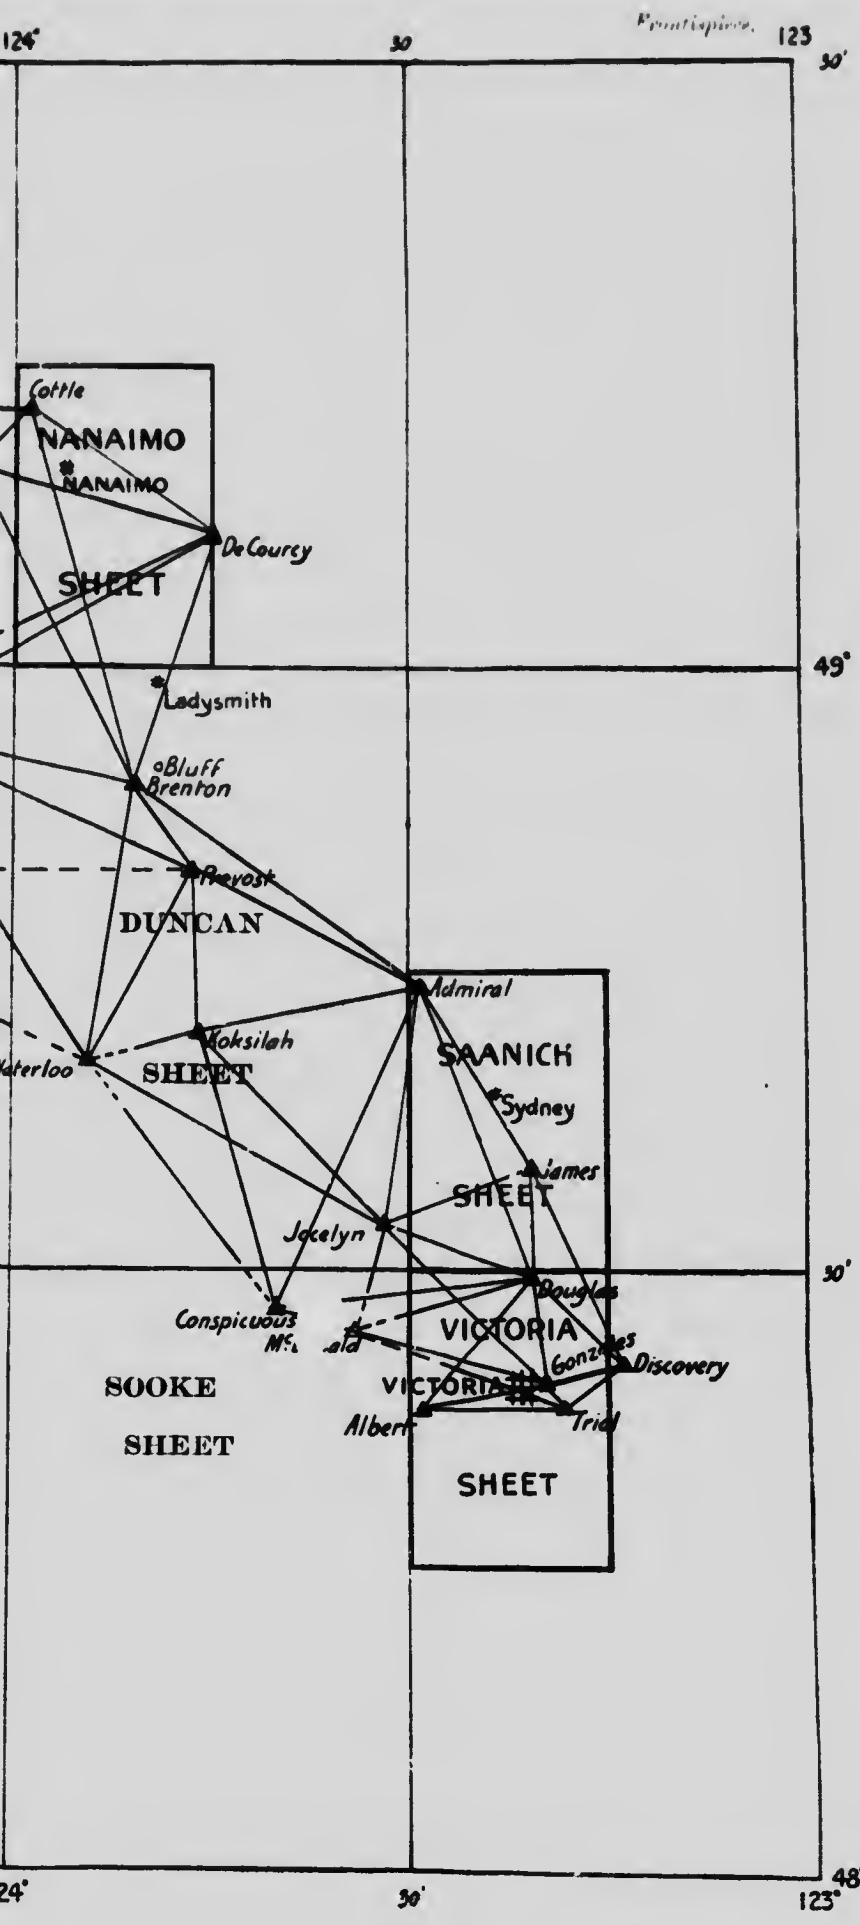 Frontispiece.
124°
30'
123
30'
Cottle
NANAIMO
NANAIMO
DeCourcy
SHEET
49°
Ladysmith
Bluff
Brenton
Prevost
DUNCAN
Admiral
Koksilah
SAANICH
aterloo
SHEET
Sydney
James
SHEET
Jocelyn
30'
Douglas
Conspicuous
VICTORIA
Gonzales
Discovery
SOOKE
VICTORIA
Albert
Trial
SHEET
SHEET
48
24°
30'
123°